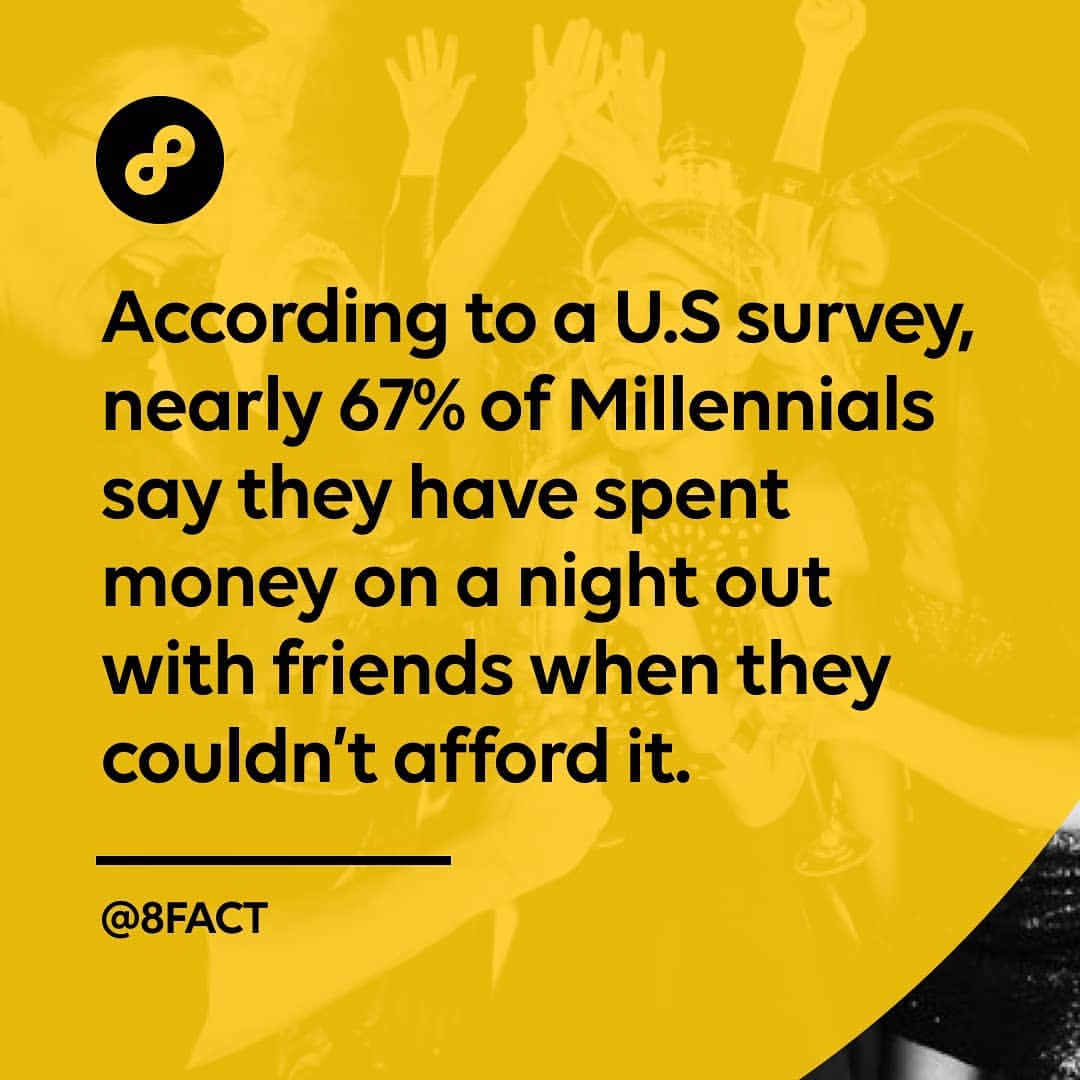 According to a U.S survey,
nearly 67% of Millennials
say they have spent
money on a night out
with friends when they
couldn’t afford it.
@8FACT